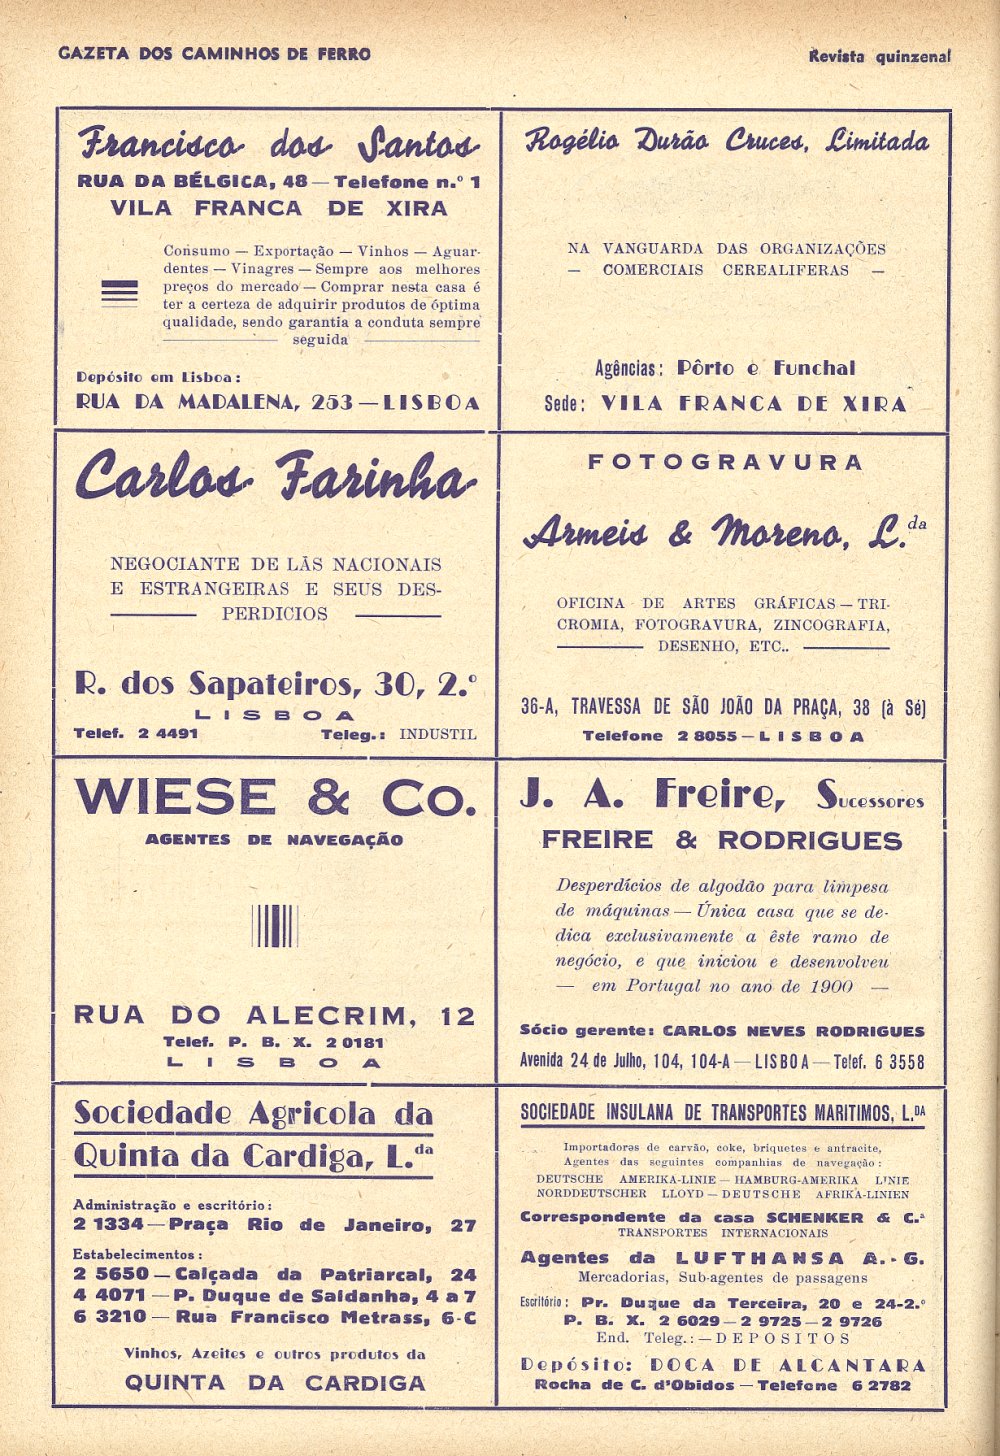 GAZETA DOS CAMINHOS DE FERRO
Revista quinzenal
Francisco dos Santos
RUA DA BÉLGICA, 48 — Telefone n.º 1
VILA FRANCA DE XIRA
Consumo — Exportação — Vinhos — Aguar-
dentes — Vinagres — Sempre aos melhores
preços do mercado — Comprar nesta casa é
ter a certeza de adquirir produtos de óptima
qualidade, sendo garantia a conduta sempre
seguida
Depósito em Lisboa:
RUA DA MADALENA, 253 — LISBOA
Rogélio Durão Cruces, Limitada
NA VANGUARDA DAS ORGANIZAÇÕES
— COMERCIAIS CEREALIFERAS —
Agências: Pôrto e Funchal
Sede: VILA FRANCA DE XIRA
Carlos Farinha
NEGOCIANTE DE LÃS NACIONAIS
E ESTRANGEIRAS E SEUS DES-
PERDICIOS
R. dos Sapateiros, 30, 2.º
LISBOA
Telef. 2 4491 Teleg.: INDUSTIL
FOTOGRAVURA
Armeis & Moreno, L.da
OFICINA DE ARTES GRÁFICAS — TRI-
CROMIA, FOTOGRAVURA, ZINCOGRAFIA,
DESENHO, ETC..
36-A, TRAVESSA DE SÃO JOÃO DA PRAÇA, 38 (à Sé)
Telefone 2 8055 — LISBOA
WIESE & Co.
AGENTES DE NAVEGAÇÃO
RUA DO ALECRIM, 12
Telef. P. B. X. 2 0181
LISBOA
J. A. Freire, Sucessores
FREIRE & RODRIGUES
Desperdícios de algodão para limpesa
de máquinas — Única casa que se de-
dica exclusivamente a êste ramo de
negócio, e que iniciou e desenvolveu
— em Portugal no ano de 1900 —
Sócio gerente: CARLOS NEVES RODRIGUES
Avenida 24 de Julho, 104, 104-A — LISBOA — Telef. 6 3558
Sociedade Agricola da
Quinta da Cardiga, L.da
Administração e escritório:
2 1334 — Praça Rio de Janeiro, 27
Estabelecimentos:
2 5650 — Calçada da Patriarcal, 24
4 4071 — P. Duque de Saldanha, 4 a 7
6 3210 — Rua Francisco Metrass, 6-C
Vinhos, Azeites e outros produtos da
QUINTA DA CARDIGA
SOCIEDADE INSULANA DE TRANSPORTES MARITIMOS, L.DA
Importadoras de carvão, coke, briquetes e antracite,
Agentes das seguintes companhias de navegação:
DEUTSCHE AMERIKA-LINIE — HAMBURG-AMERIKA LINIE
NORDDEUTSCHER LLOYD — DEUTSCHE AFRIKA-LINIEN
Correspondente da casa SCHENKER & C.ª
TRANSPORTES INTERNACIONAIS
Agentes da LUFTHANSA A.-G.
Mercadorias, Sub-agentes de passagens
Escritório: Pr. Duque da Terceira, 20 e 24-2.º
P. B. X. 2 6029 — 2 9725 — 2 9726
End. Teleg.: — DEPOSITOS
Depósito: DOCA DE ALCANTARA
Rocha de C. d'Obidos — Telefone 6 2782